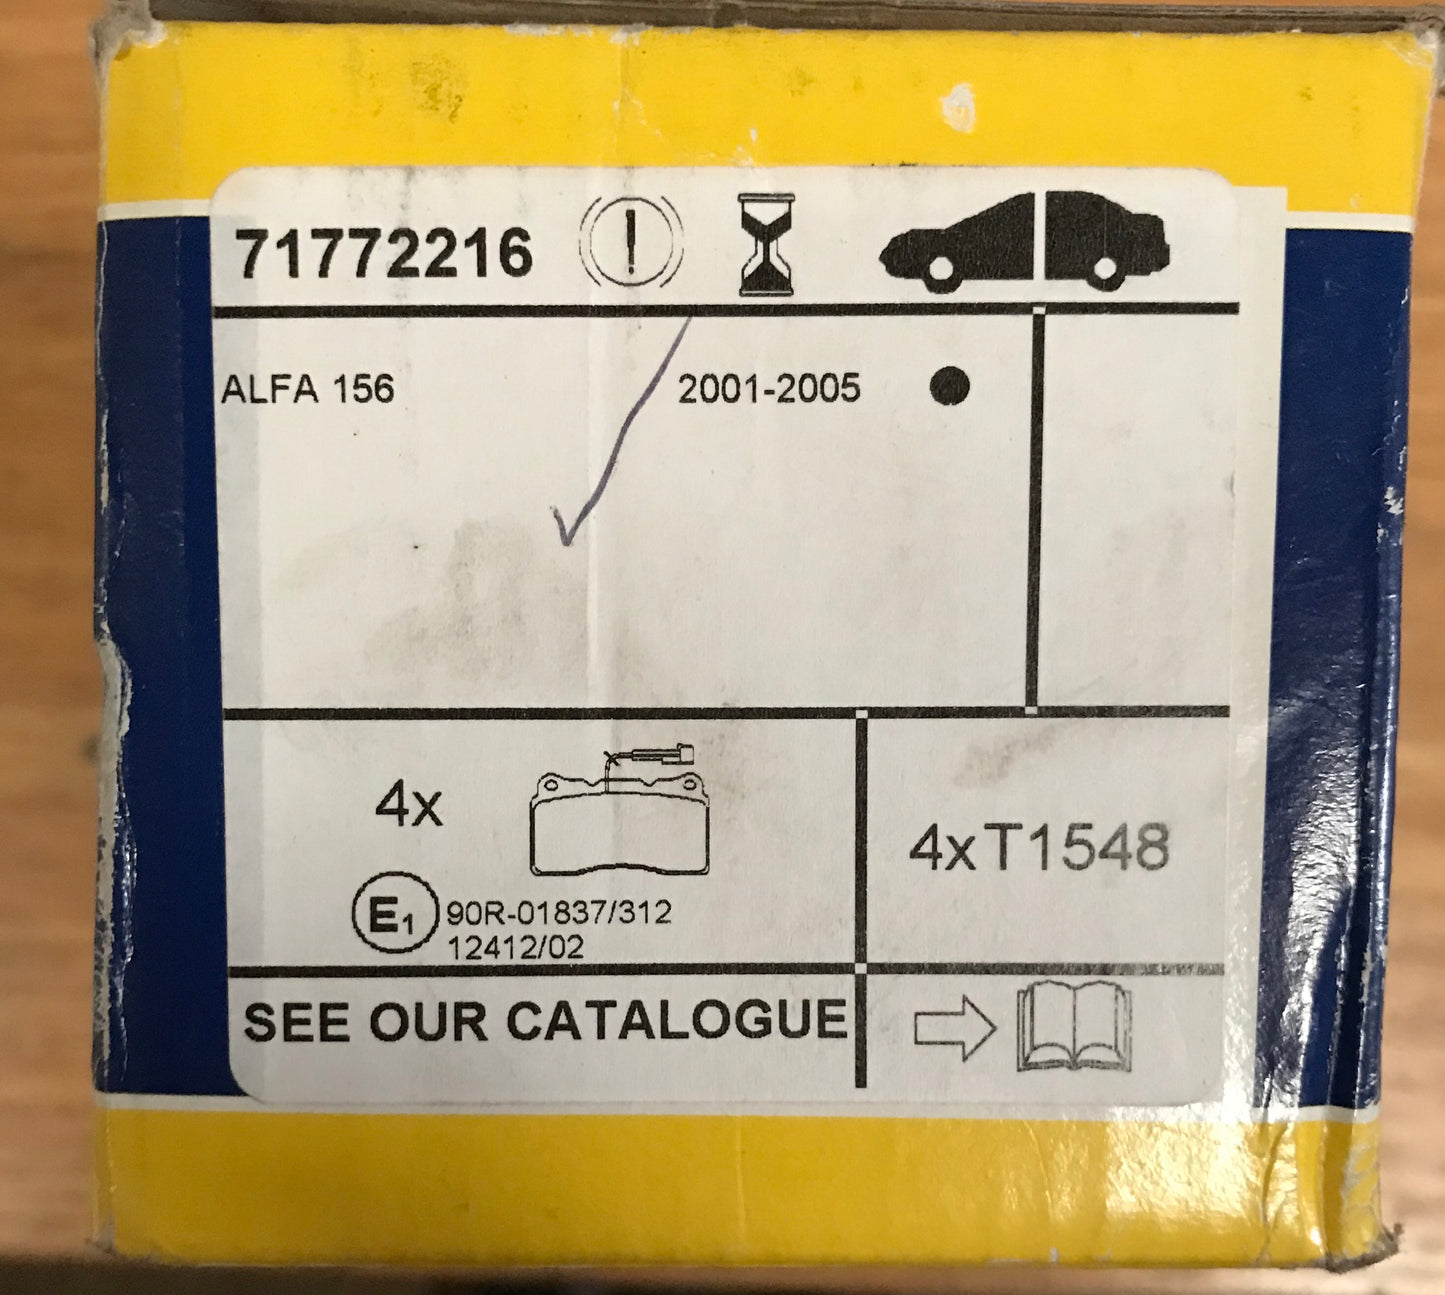 71772216
ALFA 156 2001-2005
4x
4xT1548
E1 90R-01837/312
12412/02
SEE OUR CATALOGUE